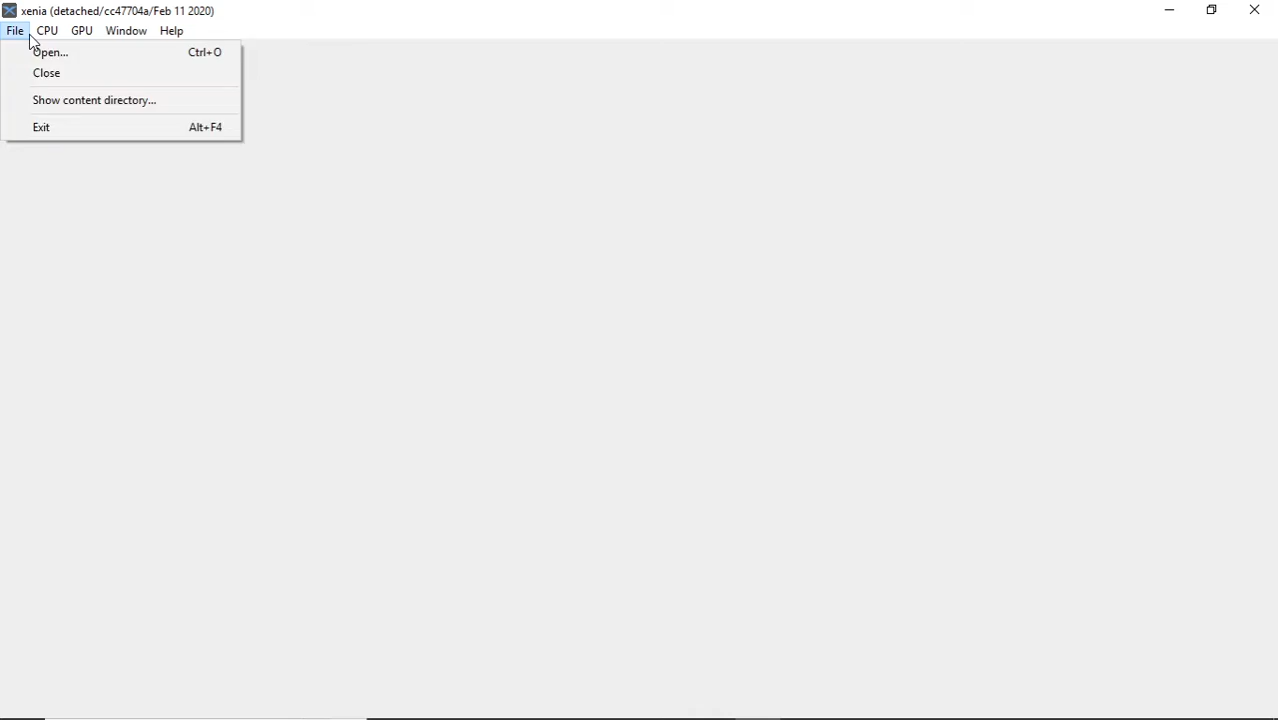 xenia (detached/cc47704a/Feb 11 2020)
File CPU GPU Window Help
Open... Ctrl+O
Close
Show content directory...
Exit Alt+F4